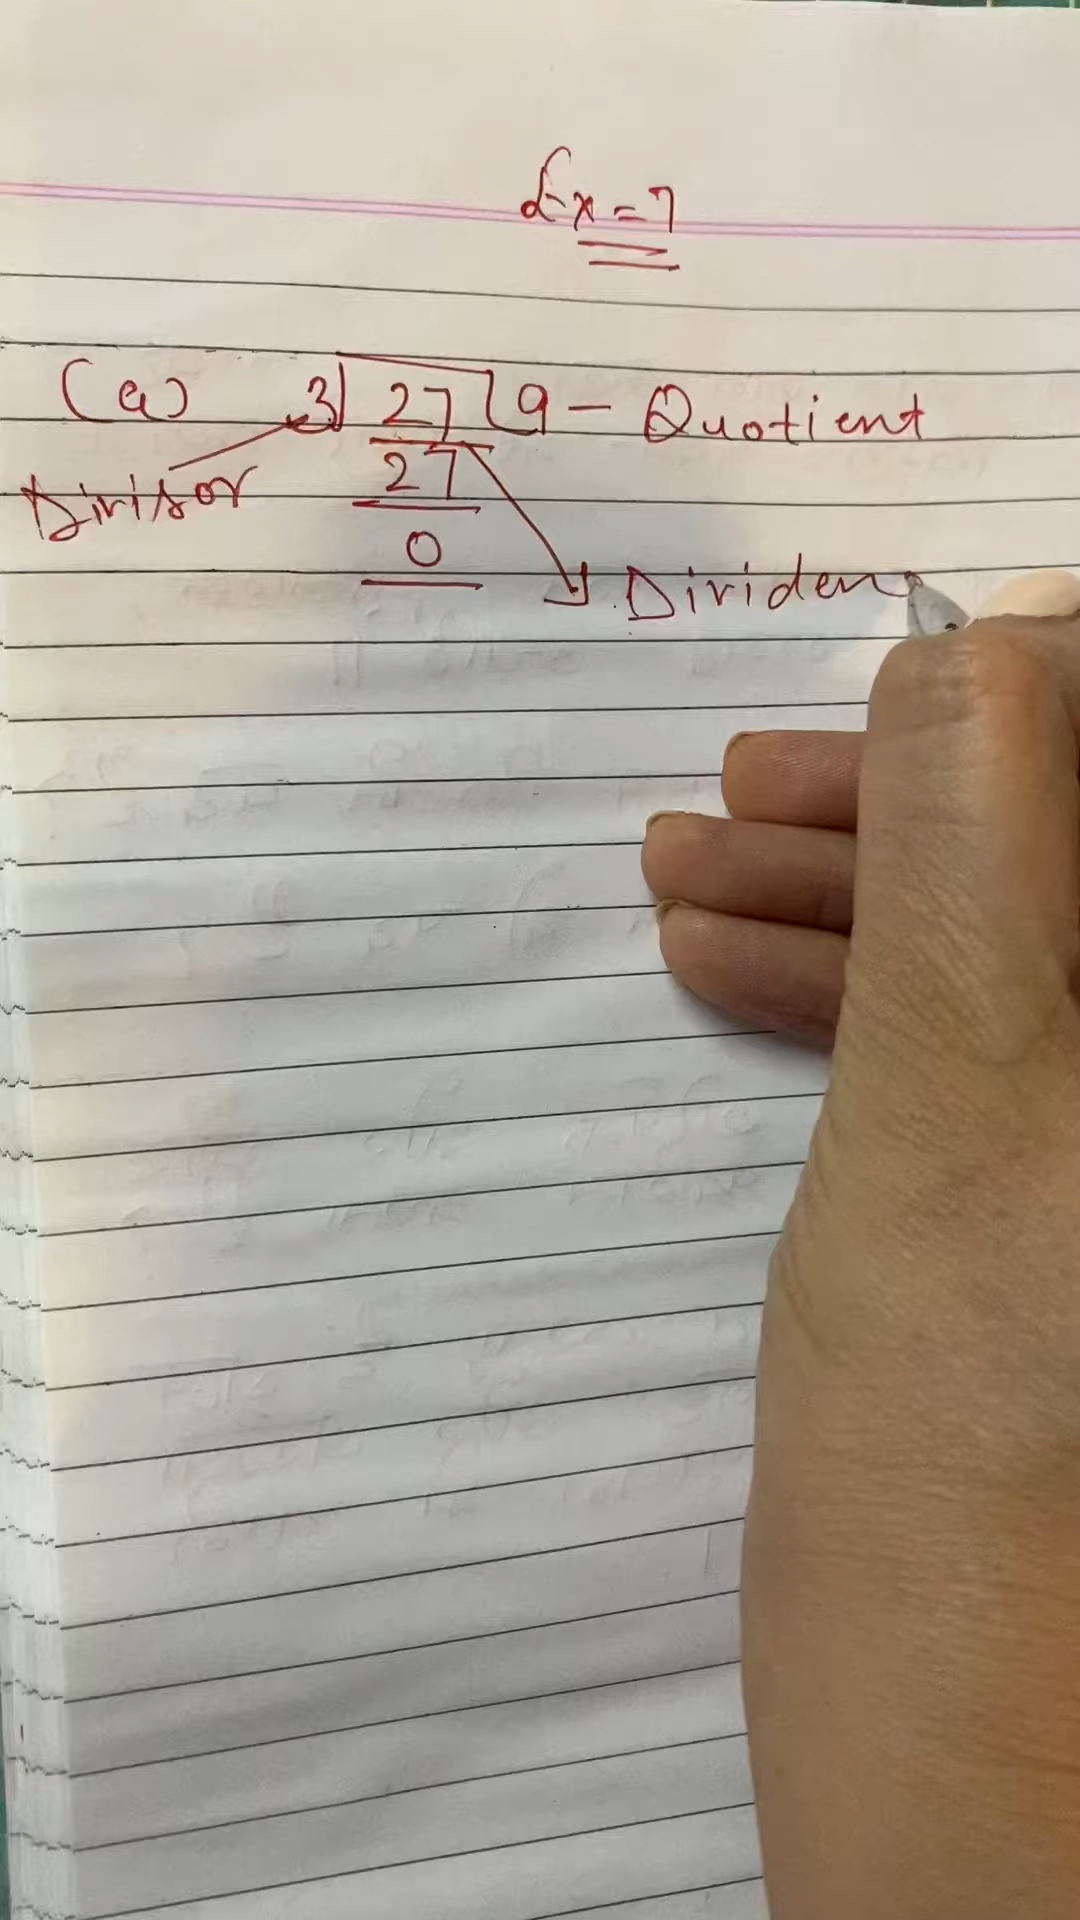 Ex = 7
(a) 3 27 9 - Quotient
Divisor 27
0
Dividen